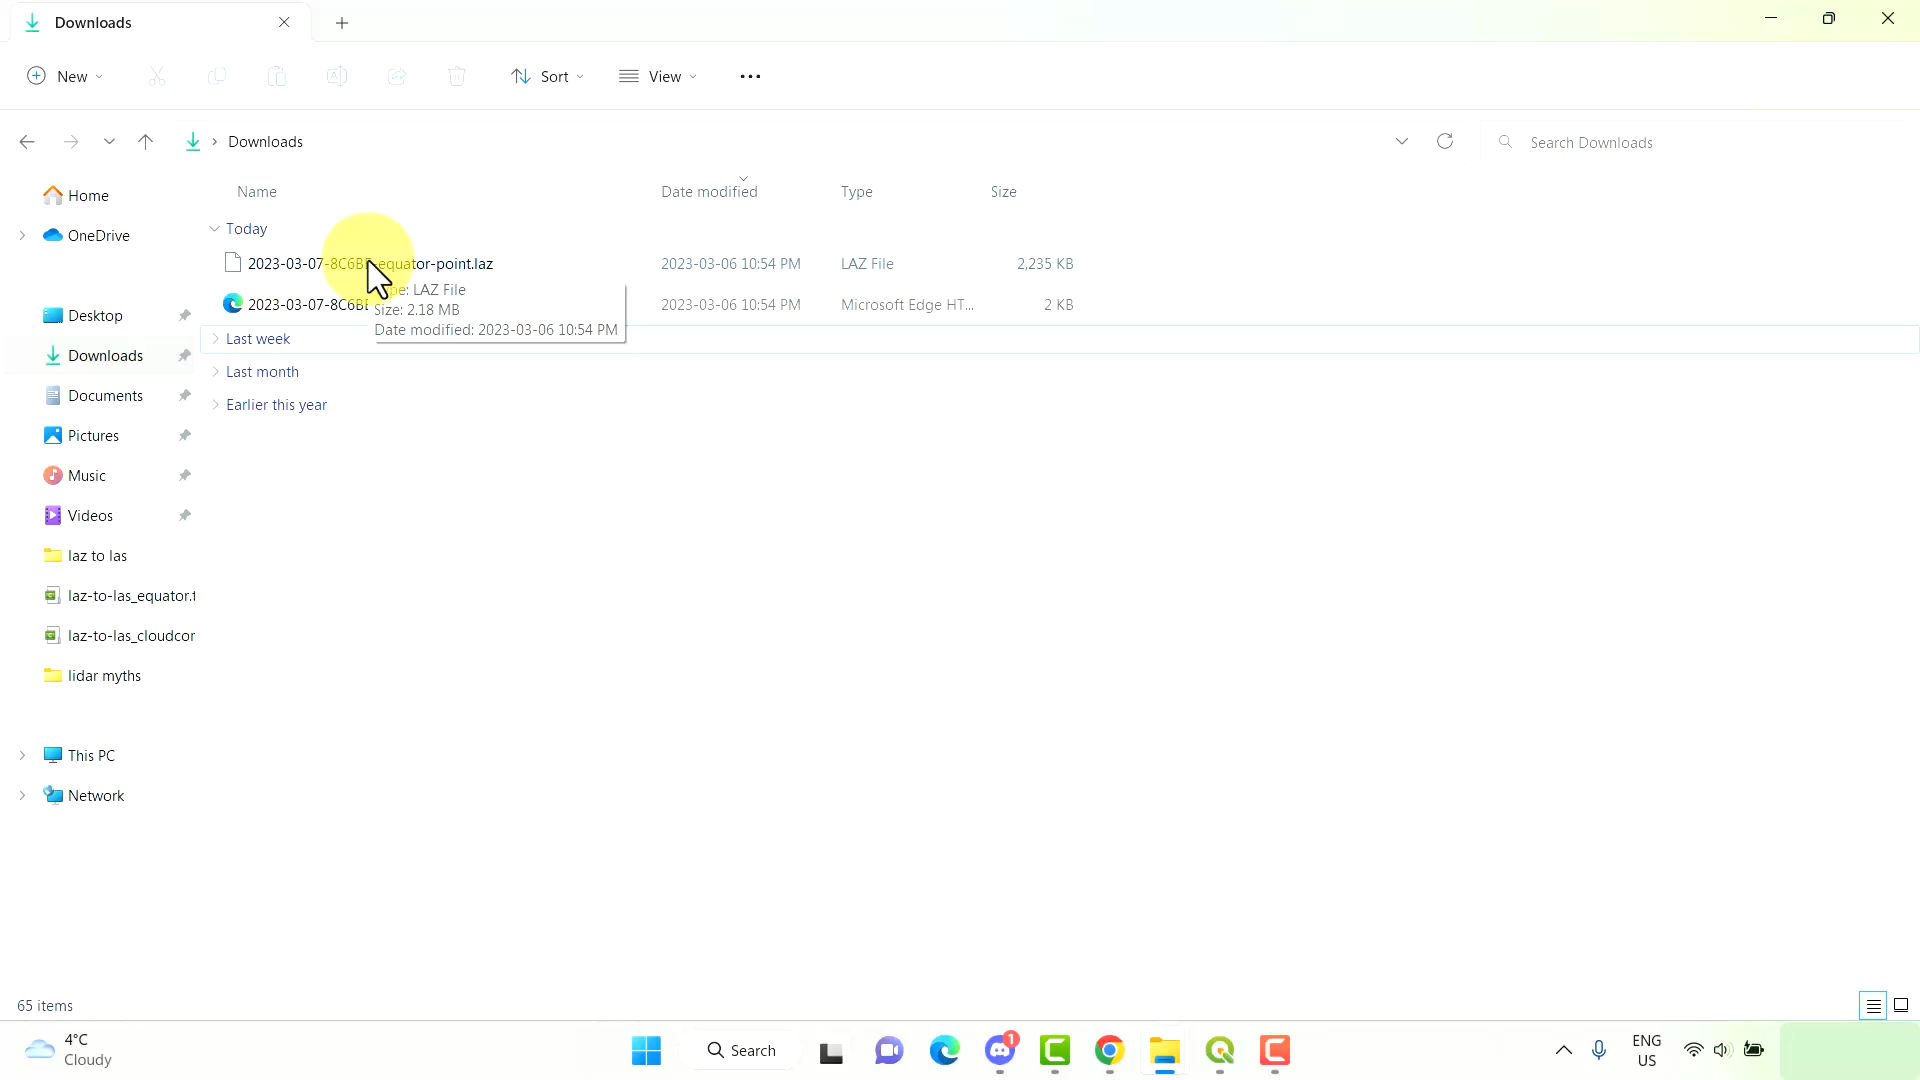 Downloads
New
Sort
View
Downloads
Search Downloads
Name
Date modified
Type
Size
Home
OneDrive
Desktop
Downloads
Documents
Pictures
Music
Videos
laz to las
laz-to-las_equator.t
laz-to-las_cloudcor
lidar myths
This PC
Network
Today
2023-03-07-8C6BE-equator-point.laz
2023-03-06 10:54 PM
LAZ File
2,235 KB
2023-03-07-8C6BE
2023-03-06 10:54 PM
Microsoft Edge HT...
2 KB
LAZ File
Size: 2.18 MB
Date modified: 2023-03-06 10:54 PM
Last week
Last month
Earlier this year
65 items
4°C
Cloudy
Search
1
ENG
US